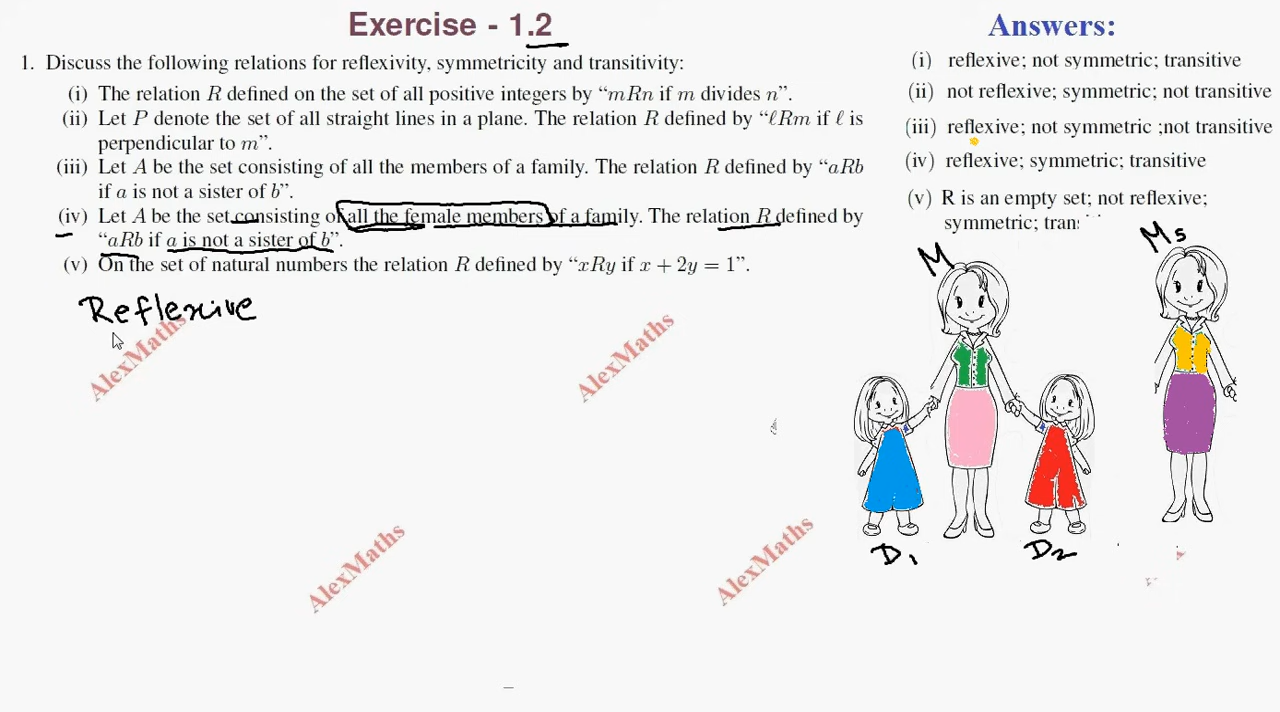 Exercise - 1.2
1. Discuss the following relations for reflexivity, symmetricity and transitivity:
(i) The relation R defined on the set of all positive integers by “mRn if m divides n”.
(ii) Let P denote the set of all straight lines in a plane. The relation R defined by “ℓRm if ℓ is
perpendicular to m”.
(iii) Let A be the set consisting of all the members of a family. The relation R defined by “aRb
if a is not a sister of b”.
(iv) Let A be the set consisting of all the female members of a family. The relation R defined by
“aRb if a is not a sister of b”.
(v) On the set of natural numbers the relation R defined by “xRy if x + 2y = 1”.
Reflexive
Answers:
(i) reflexive; not symmetric; transitive
(ii) not reflexive; symmetric; not transitive
(iii) reflexive; not symmetric ;not transitive
(iv) reflexive; symmetric; transitive
(v) R is an empty set; not reflexive;
symmetric; tran
M
MS
D1
D2
AlexMaths
AlexMaths
AlexMaths
AlexMaths